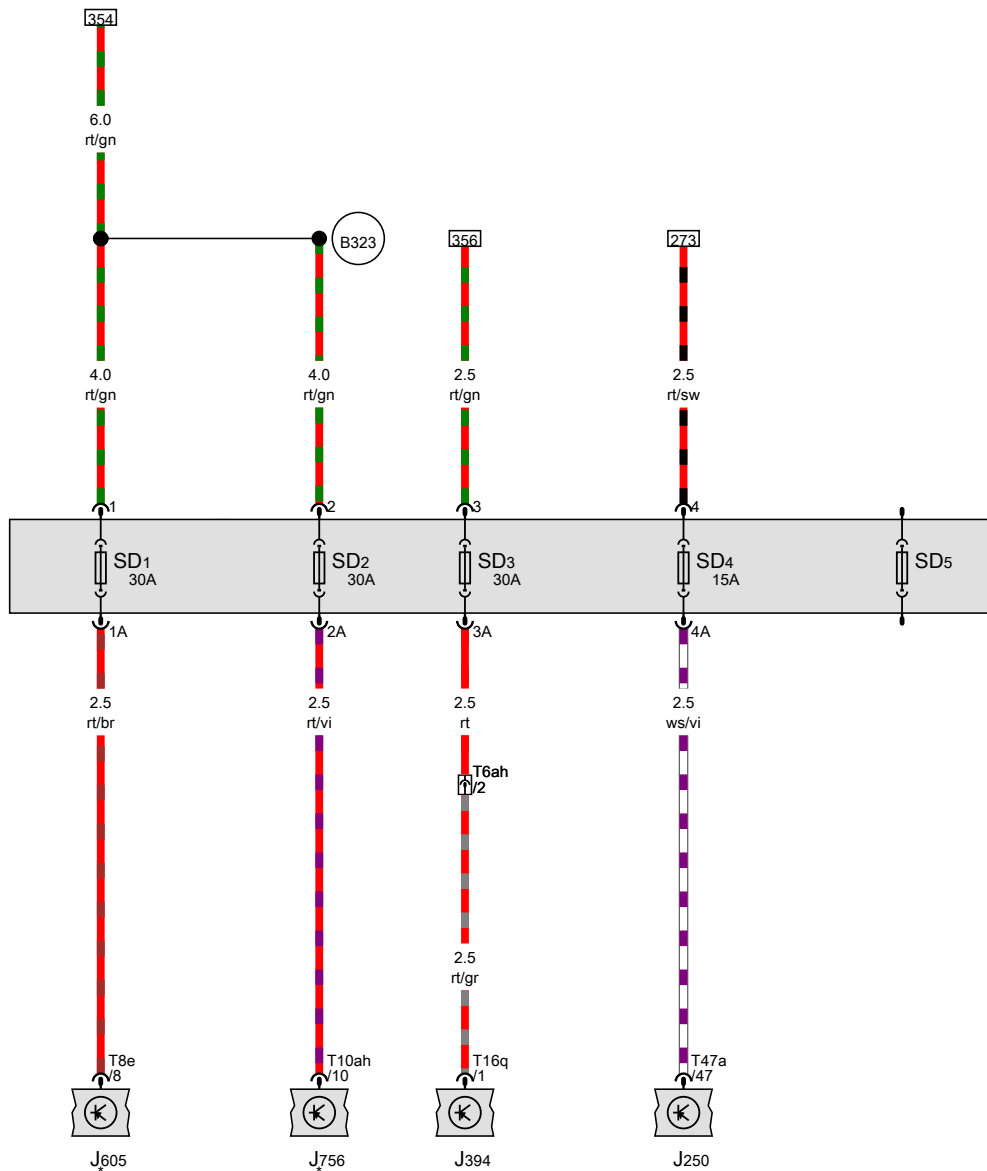 354
6.0
rt/gn
B323
356
273
4.0
rt/gn
4.0
rt/gn
2.5
rt/gn
2.5
rt/sw
1
2
3
4
SD1
30A
SD2
30A
SD3
30A
SD4
15A
SD5
1A
2A
3A
4A
2.5
rt/br
2.5
rt/vi
2.5
rt
2.5
ws/vi
T6ah
/2
2.5
rt/gr
T8e
/8
T10ah
/10
T16q
/1
T47a
/47
J605
*
J756
*
J394
J250